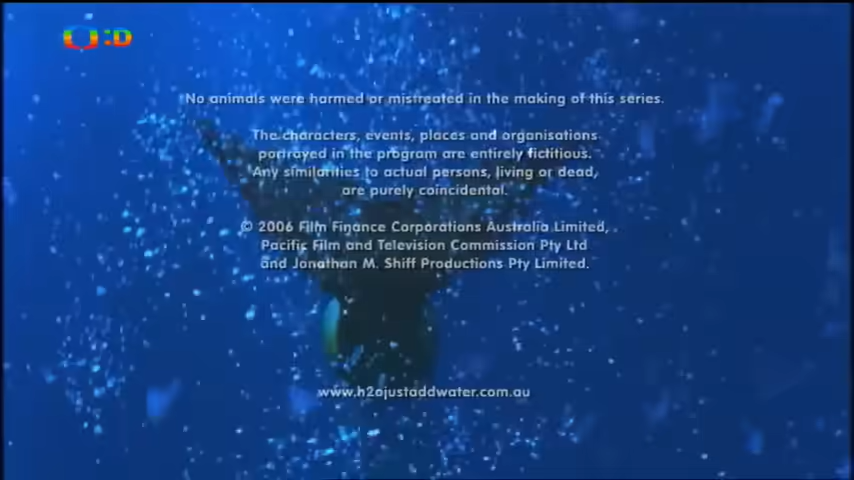 :D
No animals were harmed or mistreated in the making of this series.
The characters, events, places and organisations
portrayed in the program are entirely fictitious.
Any similarities to actual persons, living or dead,
are purely coincidental.
© 2006 Film Finance Corporations Australia Limited,
Pacific Film and Television Commission Pty Ltd
and Jonathan M. Shiff Productions Pty Limited.
www.h2ojustaddwater.com.au